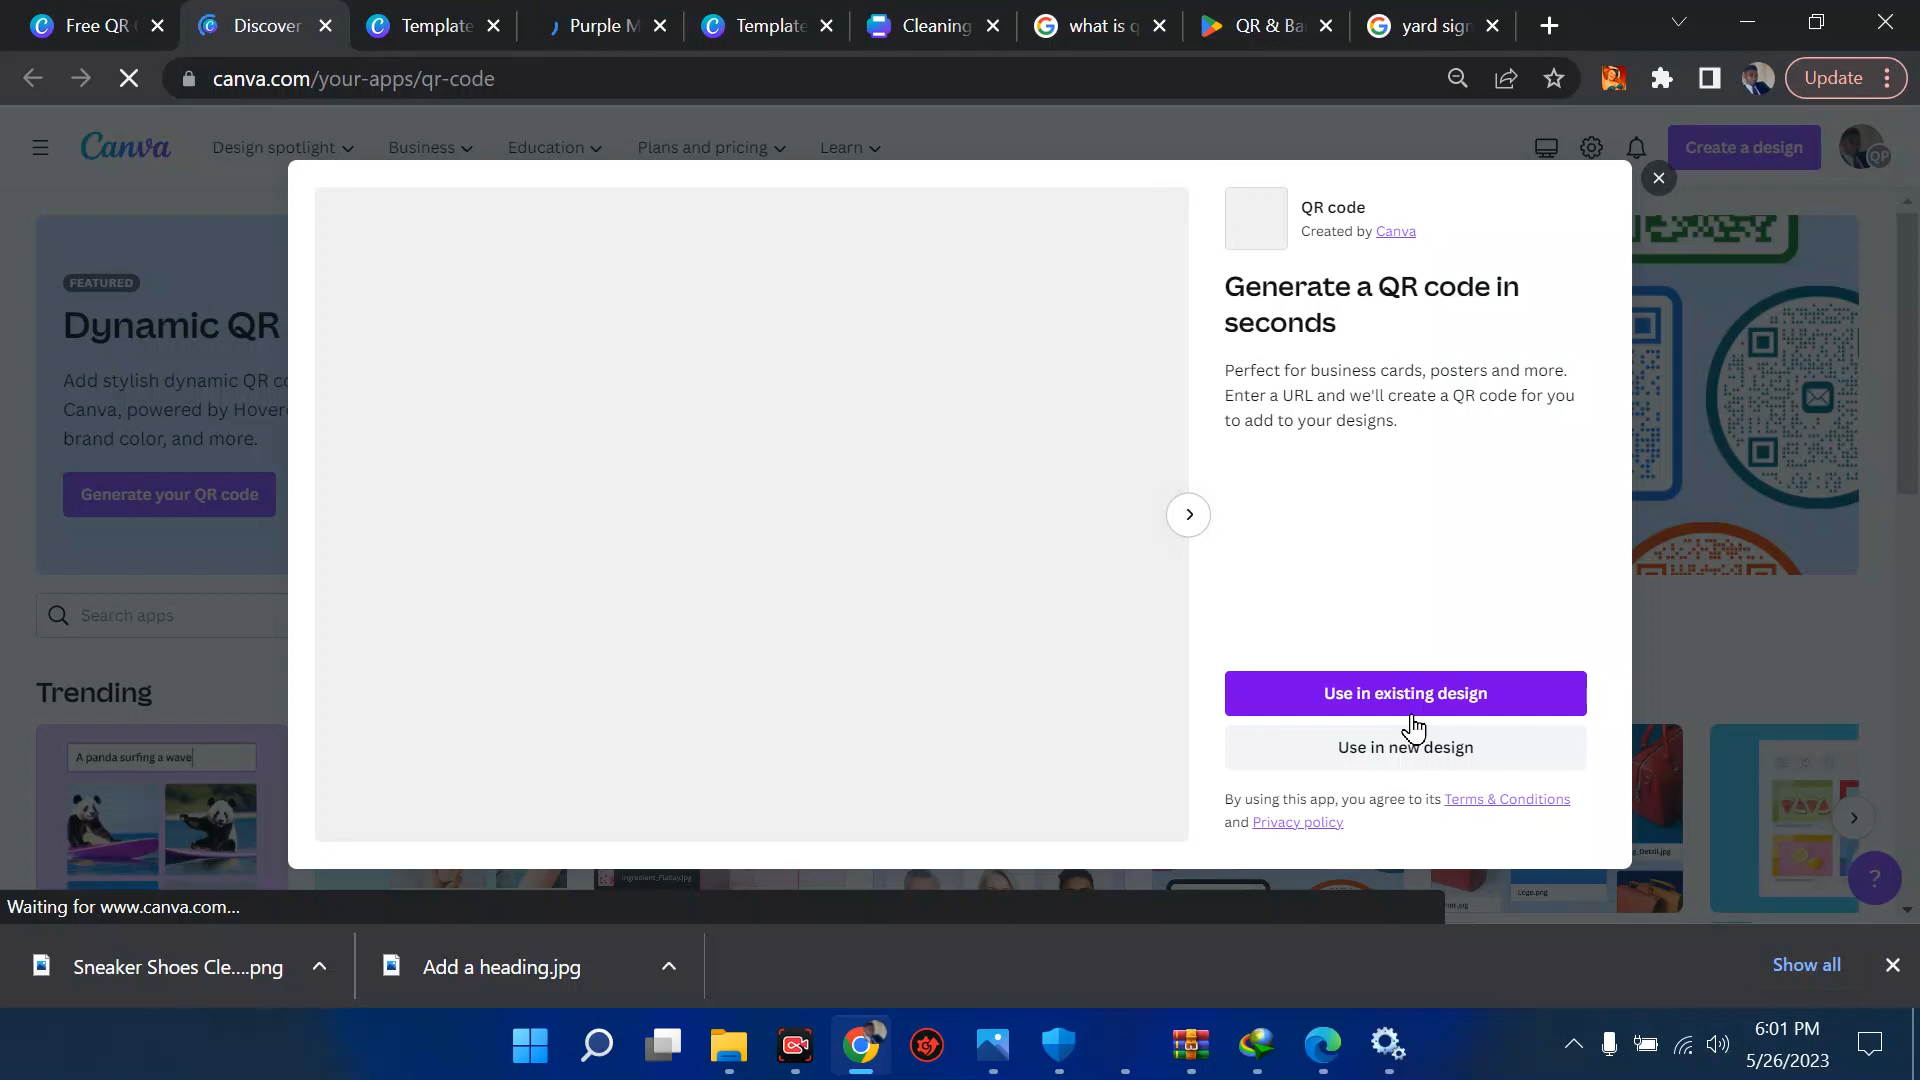 Free QR
Discover
Template
Purple M
Template
Cleaning
what is q
QR & Ba
yard sign
canva.com/your-apps/qr-code
Update
Canva
Design spotlight
Business
Education
Plans and pricing
Learn
Create a design
QP
FEATURED
Dynamic QR
Add stylish dynamic QR co
Canva, powered by Hover
brand color, and more.
Generate your QR code
Search apps
Trending
A panda surfing a wave
QR code
Created by Canva
Generate a QR code in
seconds
Perfect for business cards, posters and more.
Enter a URL and we'll create a QR code for you
to add to your designs.
Use in existing design
Use in new design
By using this app, you agree to its Terms & Conditions
and Privacy policy
Logo.png
?
Waiting for www.canva.com...
Sneaker Shoes Cle....png
Add a heading.jpg
Show all
6:01 PM
5/26/2023